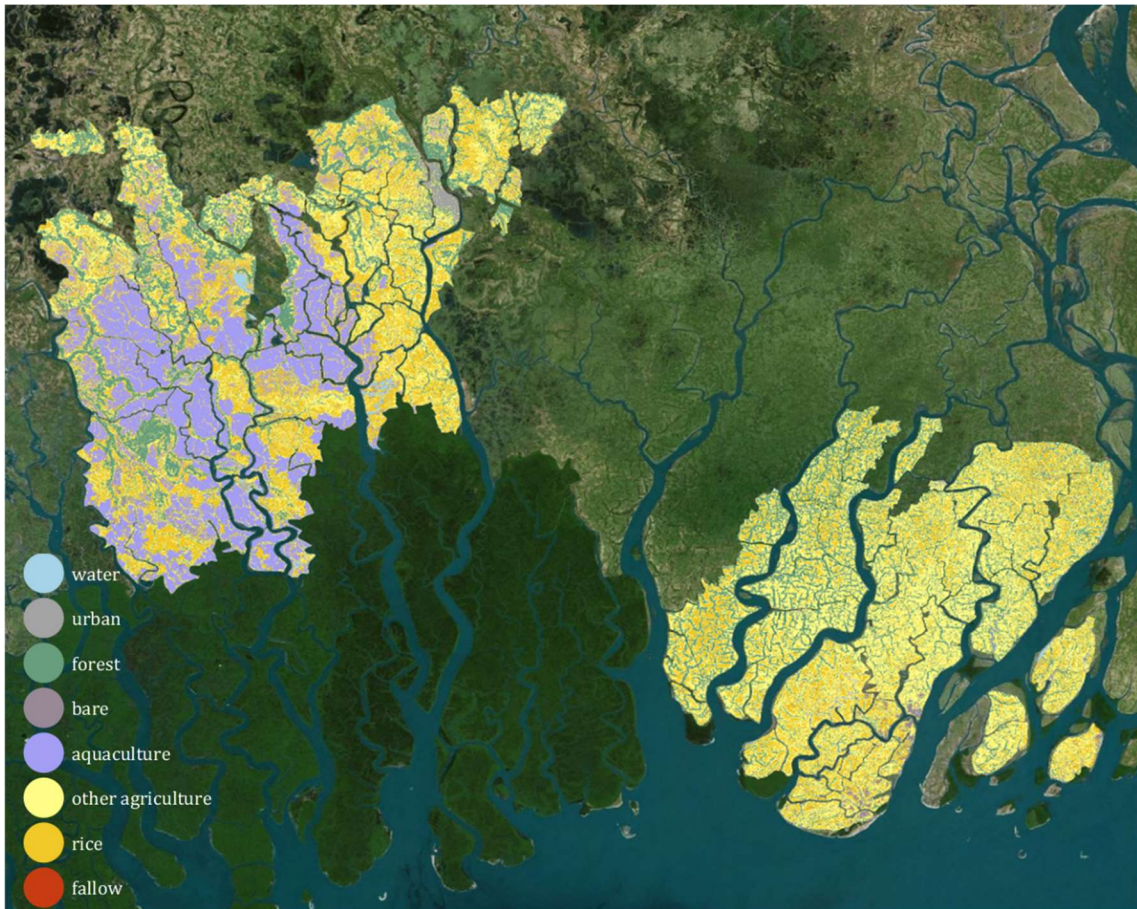 water
urban
forest
bare
aquaculture
other agriculture
rice
fallow